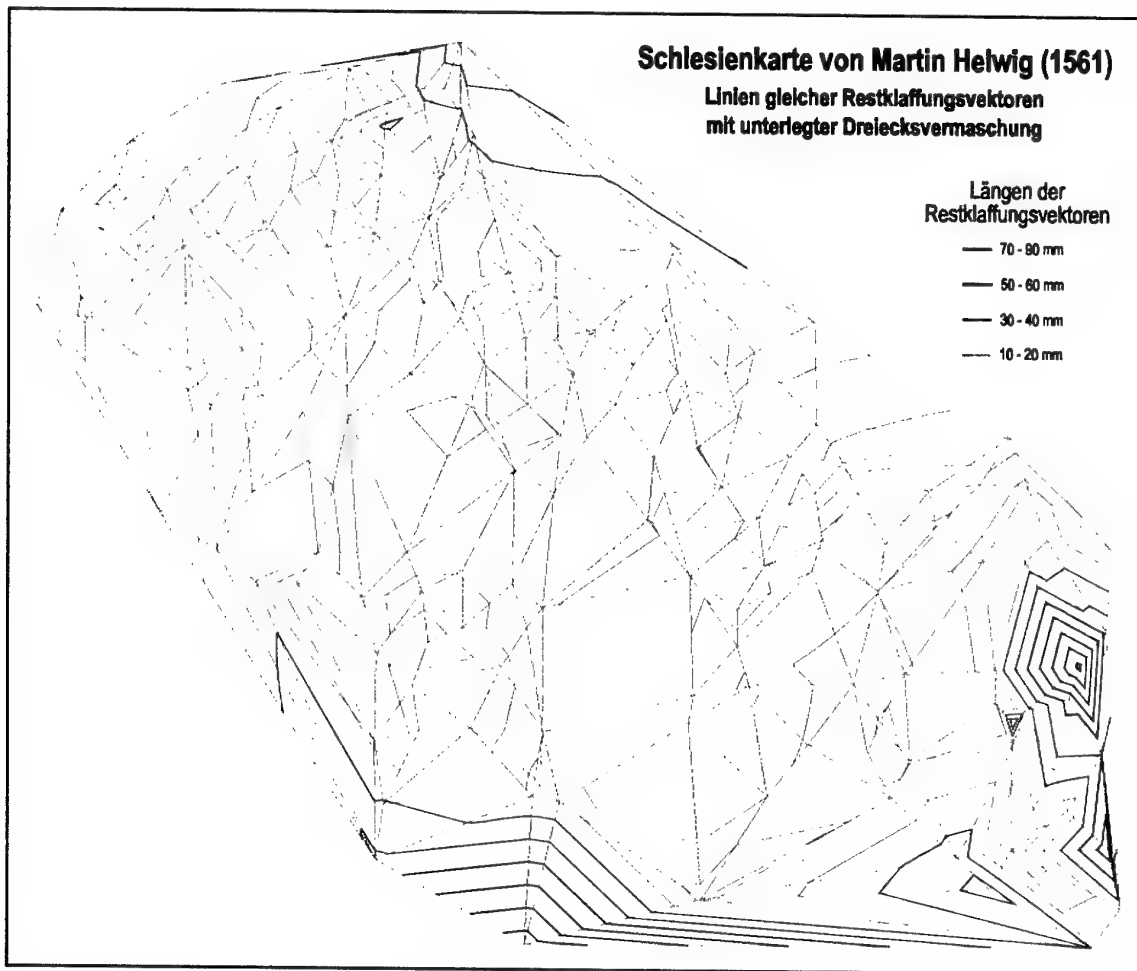 Schlesienkarte von Martin Helwig (1561)
Linien gleicher Restklaffungsvektoren
mit unterlegter Dreiecksvermaschung
Längen der
Restklaffungsvektoren
70 - 90 mm
50 - 60 mm
30 - 40 mm
10 - 20 mm